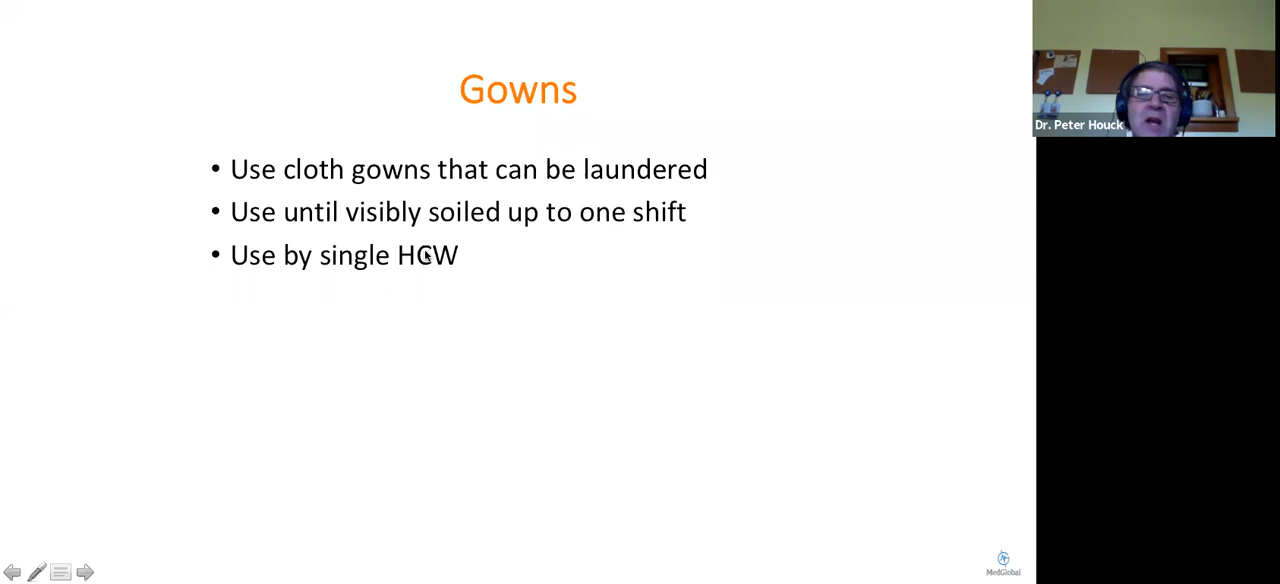 Gowns
• Use cloth gowns that can be laundered
• Use until visibly soiled up to one shift
• Use by single HCW
Dr. Peter Houck
MedGlobal